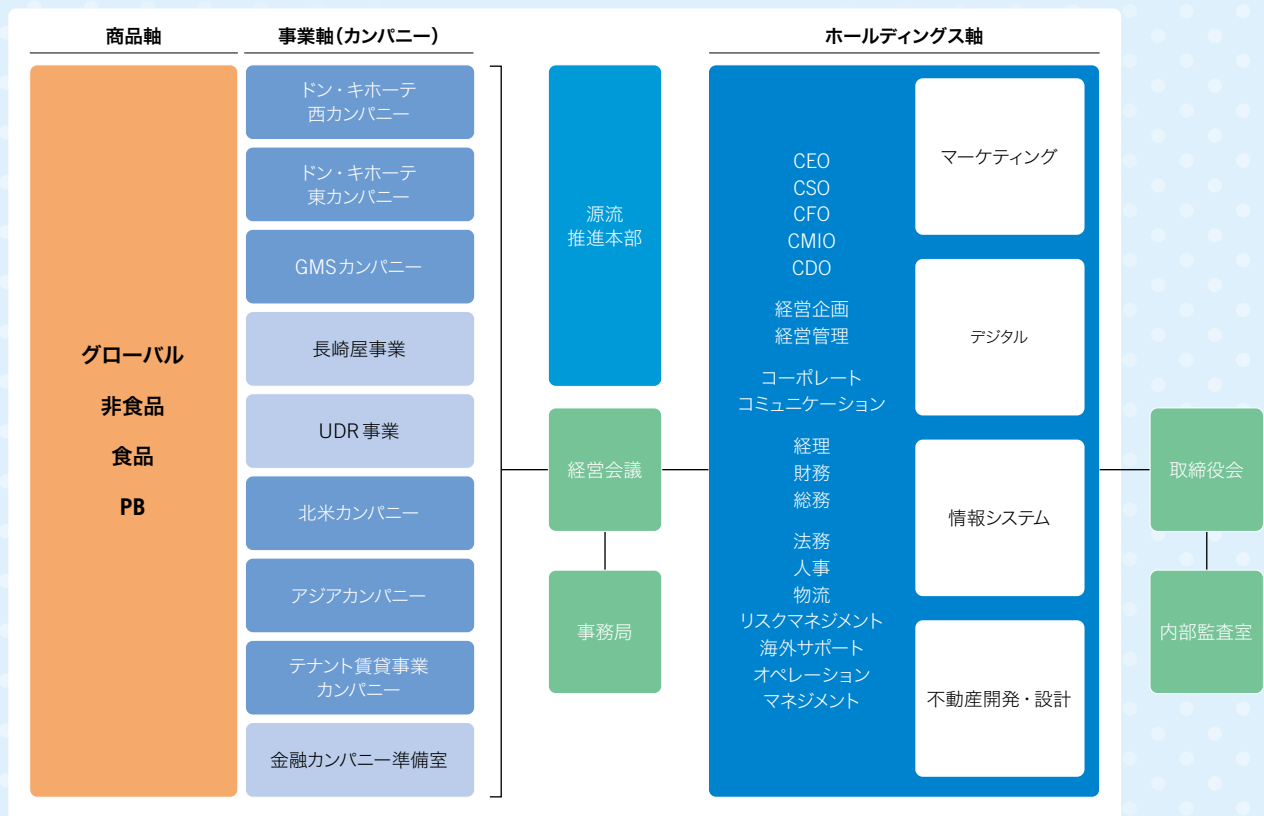 商品軸
事業軸（カンパニー）
ホールディングス軸
グローバル
非食品
食品
PB
ドン・キホーテ
西カンパニー
ドン・キホーテ
東カンパニー
GMSカンパニー
長崎屋事業
UDR事業
北米カンパニー
アジアカンパニー
テナント賃貸事業
カンパニー
金融カンパニー準備室
源流
推進本部
経営会議
事務局
CEO
CSO
CFO
CMIO
CDO
経営企画
経営管理
コーポレート
コミュニケーション
経理
財務
総務
法務
人事
物流
リスクマネジメント
海外サポート
オペレーション
マネジメント
マーケティング
デジタル
情報システム
不動産開発・設計
取締役会
内部監査室